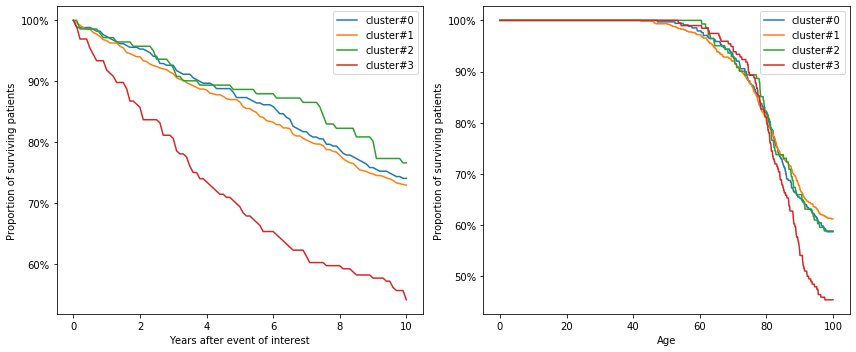 100%
90%
80%
70%
60%
Proportion of surviving patients
0
2
4
6
8
10
Years after event of interest
cluster#0
cluster#1
cluster#2
cluster#3
100%
90%
80%
70%
60%
50%
Proportion of surviving patients
0
20
40
60
80
100
Age
cluster#0
cluster#1
cluster#2
cluster#3